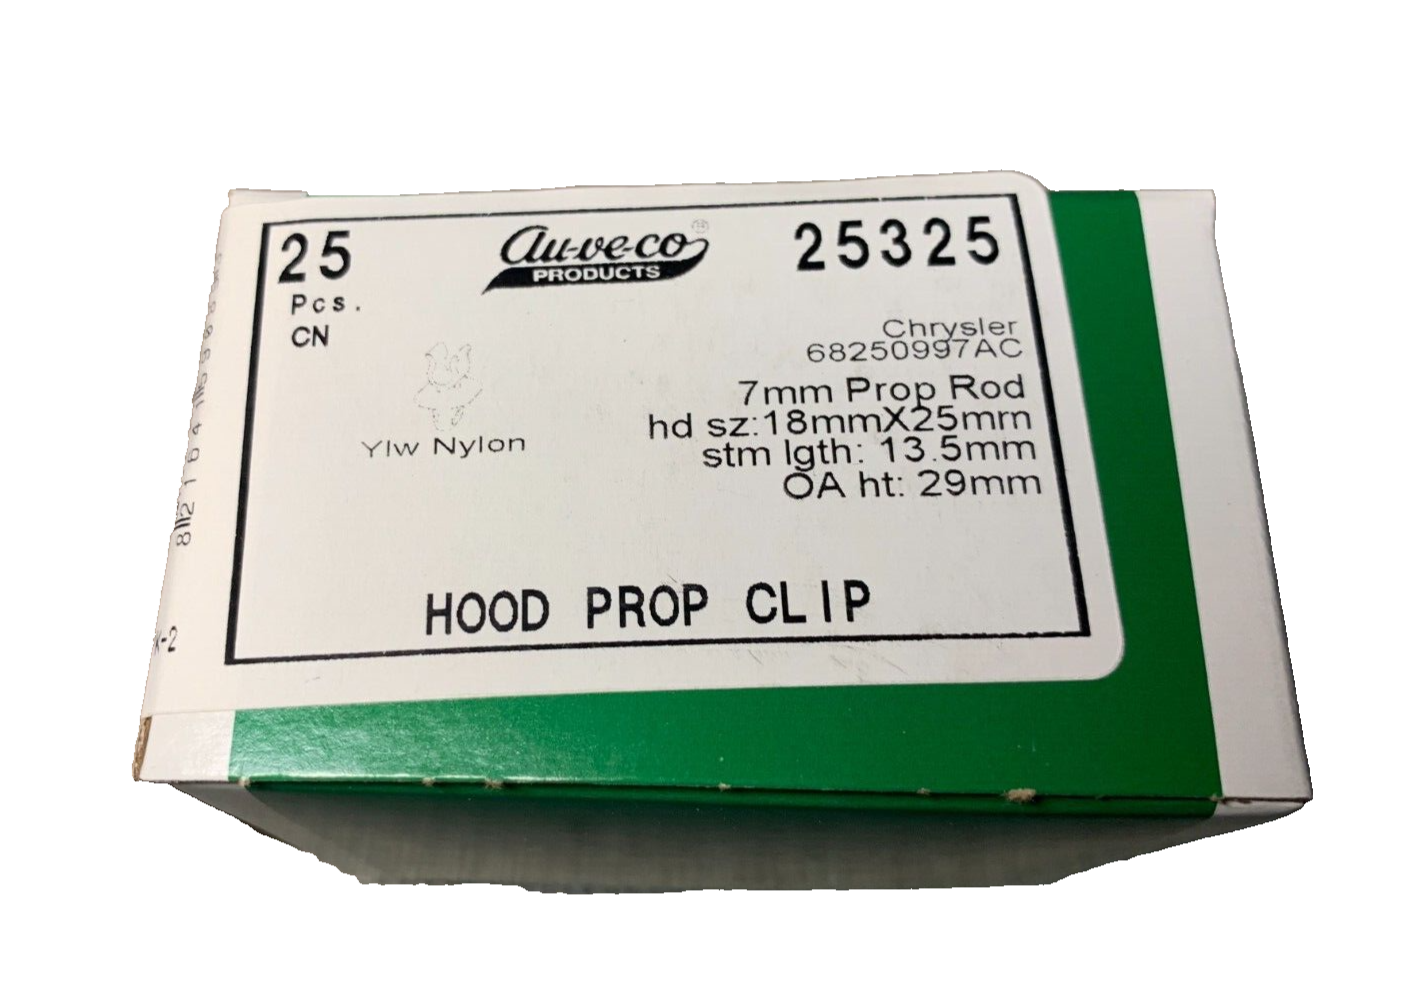 25
au-ve-co
PRODUCTS
25325
Pcs.
CN
Chrysler
68250997AC
7mm Prop Rod
hd sz:18mmX25mm
stm lgth: 13.5mm
OA ht: 29mm
Ylw Nylon
HOOD PROP CLIP